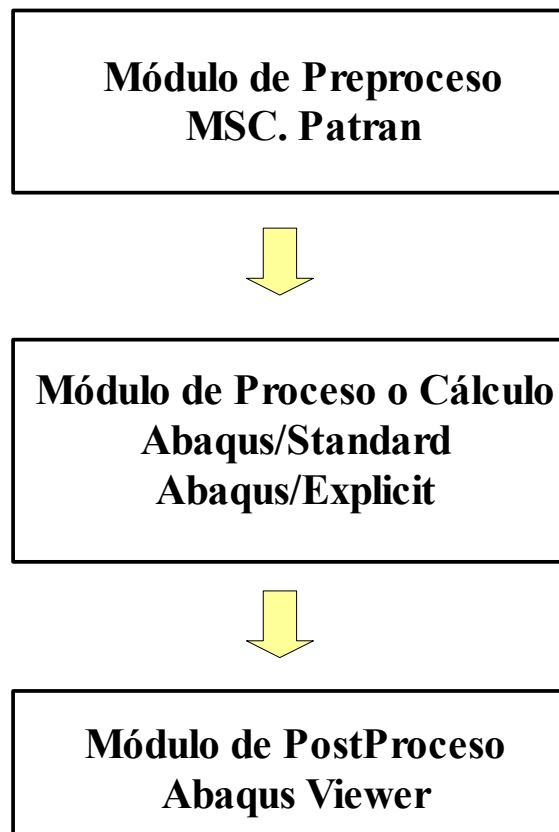 Módulo de Preproceso
MSC. Patran
Módulo de Proceso o Cálculo
Abaqus/Standard
Abaqus/Explicit
Módulo de PostProceso
Abaqus Viewer